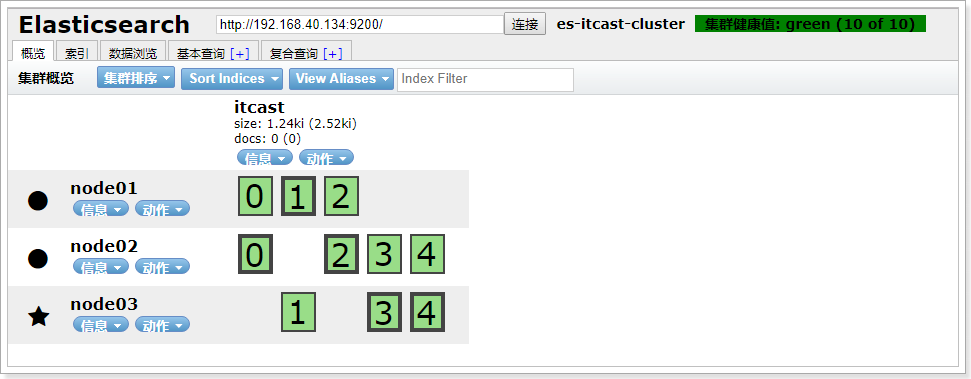 Elasticsearch http://192.168.40.134:9200/ 连接 es-itcast-cluster 集群健康值: green (10 of 10)
概览 索引 数据浏览 基本查询 [+] 复合查询 [+]
集群概览 集群排序 Sort Indices View Aliases Index Filter
itcast
size: 1.24ki (2.52ki)
docs: 0 (0)
信息 动作
node01 0 1 2
信息 动作
node02 0 2 3 4
信息 动作
node03 1 3 4
信息 动作